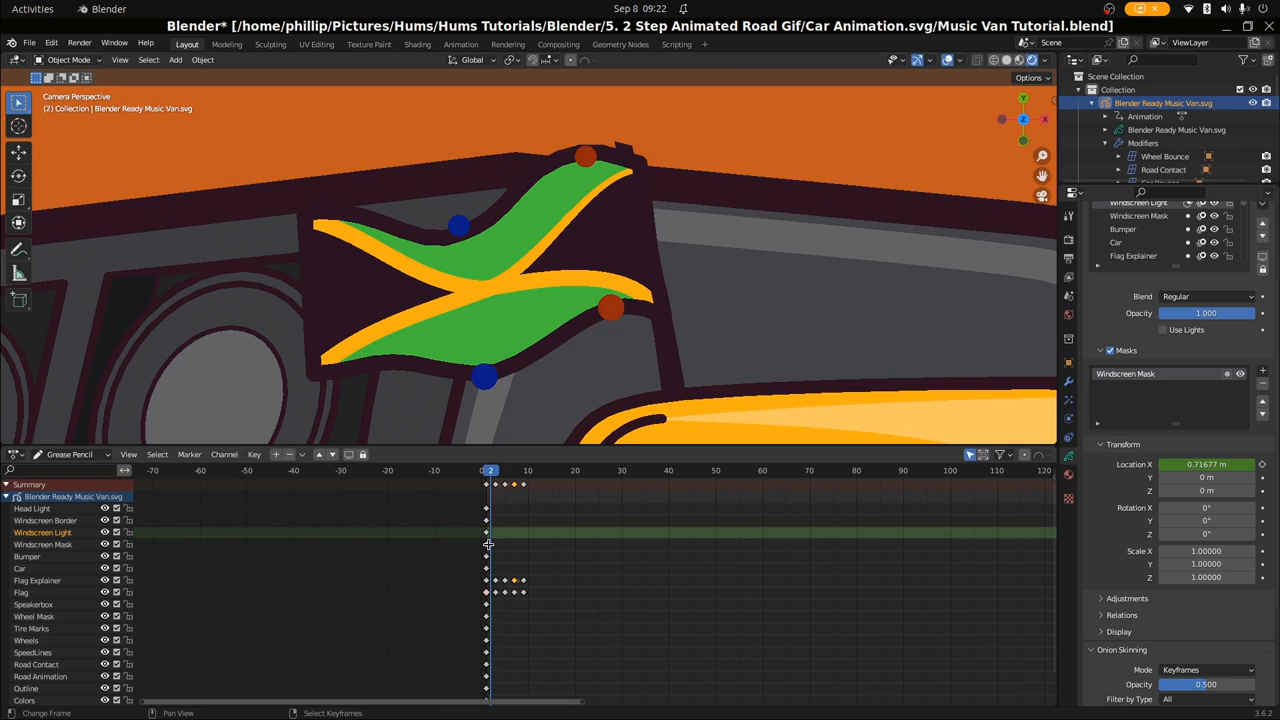 Activities
Blender
Sep 8 09:22
Blender* [/home/phillip/Pictures/Hums Tutorials/Blender/5. 2 Step Animated Road Gif/Car Animation.svg/Music Van Tutorial.blend]
File Edit Render Window Help
Layout Modeling Sculpting UV Editing Texture Paint Shading Animation Rendering Compositing Geometry Nodes Scripting +
Scene
ViewLayer
Object Mode View Select Add Object
Global
Options
Camera Perspective
(2) Collection | Blender Ready Music Van.svg
Y
Z
X
Scene Collection
Collection
Blender Ready Music Van.svg
Animation
Blender Ready Music Van.svg
Modifiers
Wheel Bounce
Road Contact
Windscreen Light
Windscreen Mask
Bumper
Car
Flag Explainer
Blend Regular
Opacity 1.000
Use Lights
Masks
Windscreen Mask
Transform
Location X 0.71677 m
Y 0 m
Z 0 m
Rotation X 0°
Y 0°
Z 0°
Scale X 1.00000
Y 1.00000
Z 1.00000
Adjustments
Relations
Display
Onion Skinning
Mode Keyframes
Opacity 0.500
Filter by Type All
Grease Pencil View Select Marker Channel Key
-70 -60 -50 -40 -30 -20 -10 0 2 10 20 30 40 50 60 70 80 90 100 110 120
Summary
Blender Ready Music Van.svg
Head Light
Windscreen Border
Windscreen Light
Windscreen Mask
Bumper
Car
Flag Explainer
Flag
Speakerbox
Wheel Mask
Tire Marks
Wheels
SpeedLines
Road Contact
Road Animation
Outline
Colors
Change Frame
Pan View
Select Keyframes
3.6.2